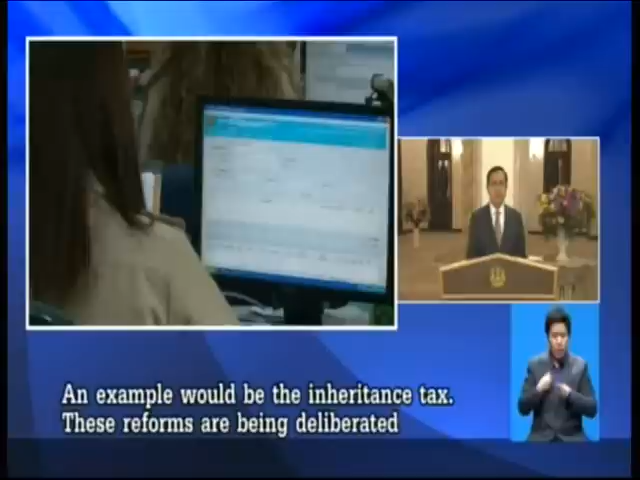 An example would be the inheritance tax.
These reforms are being deliberated